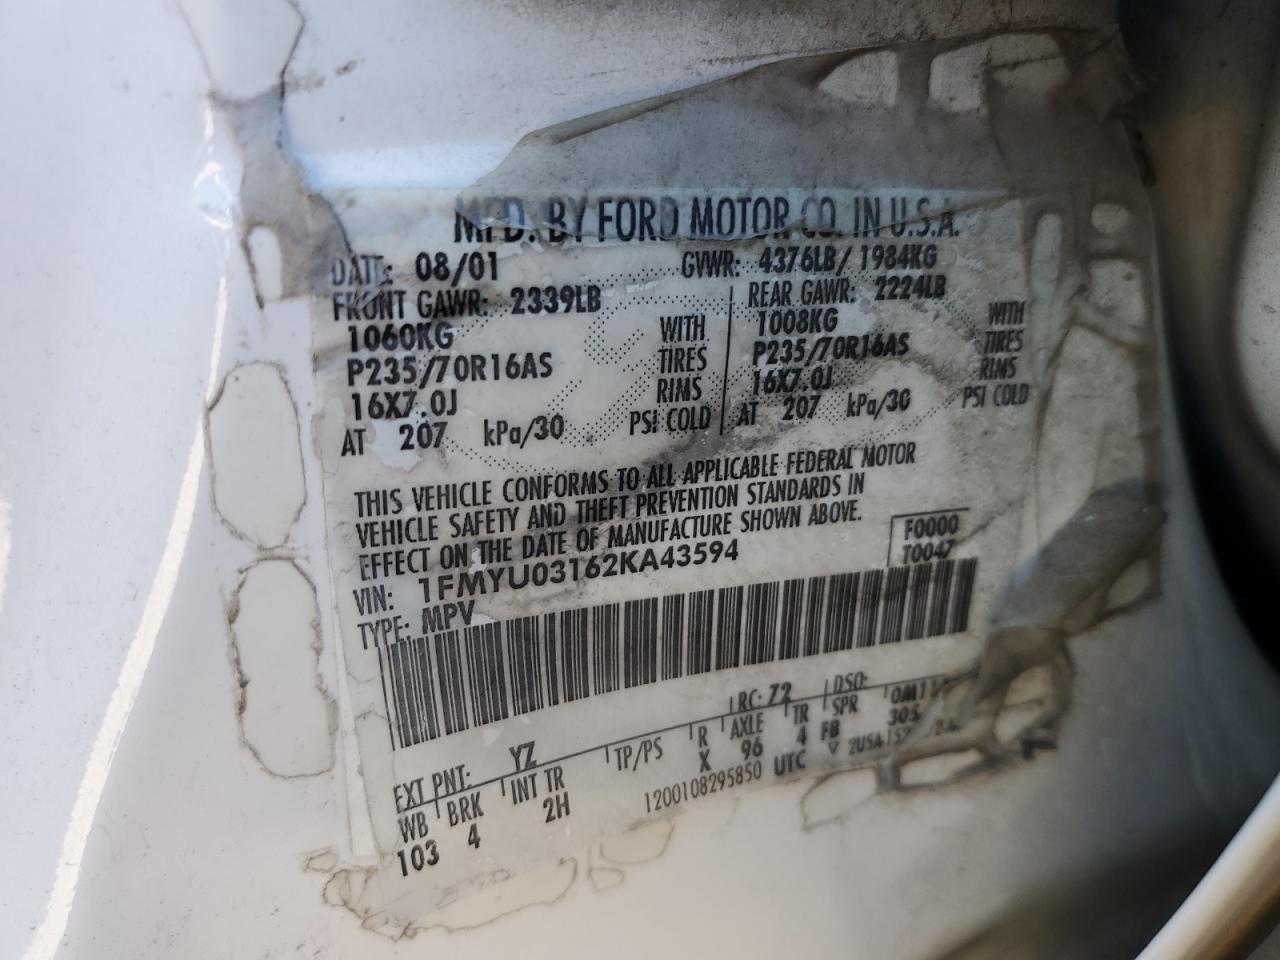 MFD. BY FORD MOTOR CO. IN U.S.A.
DATE: 08/01 GVWR: 4376LB/ 1984KG
FRONT GAWR: 2339LB REAR GAWR: 2224LB
1060KG WITH 1008KG WITH
P235/70R16AS TIRES P235/70R16AS TIRES
16X7.0J RIMS 16X7.0J RIMS
AT 207 kPa/30 PSI COLD AT 207 kPa/30 PSI COLD
THIS VEHICLE CONFORMS TO ALL APPLICABLE FEDERAL MOTOR
VEHICLE SAFETY AND THEFT PREVENTION STANDARDS IN
EFFECT ON THE DATE OF MANUFACTURE SHOWN ABOVE.
VIN: 1FMYU03162KA43594 F0000
TYPE: MPV T0047
EXT PNT: YZ RC: 72 DSO:
WB BRK INT TR TP/PS R AXLE TR SPR
103 4 2H X 96 4 FB 305
1200108295850 UTC